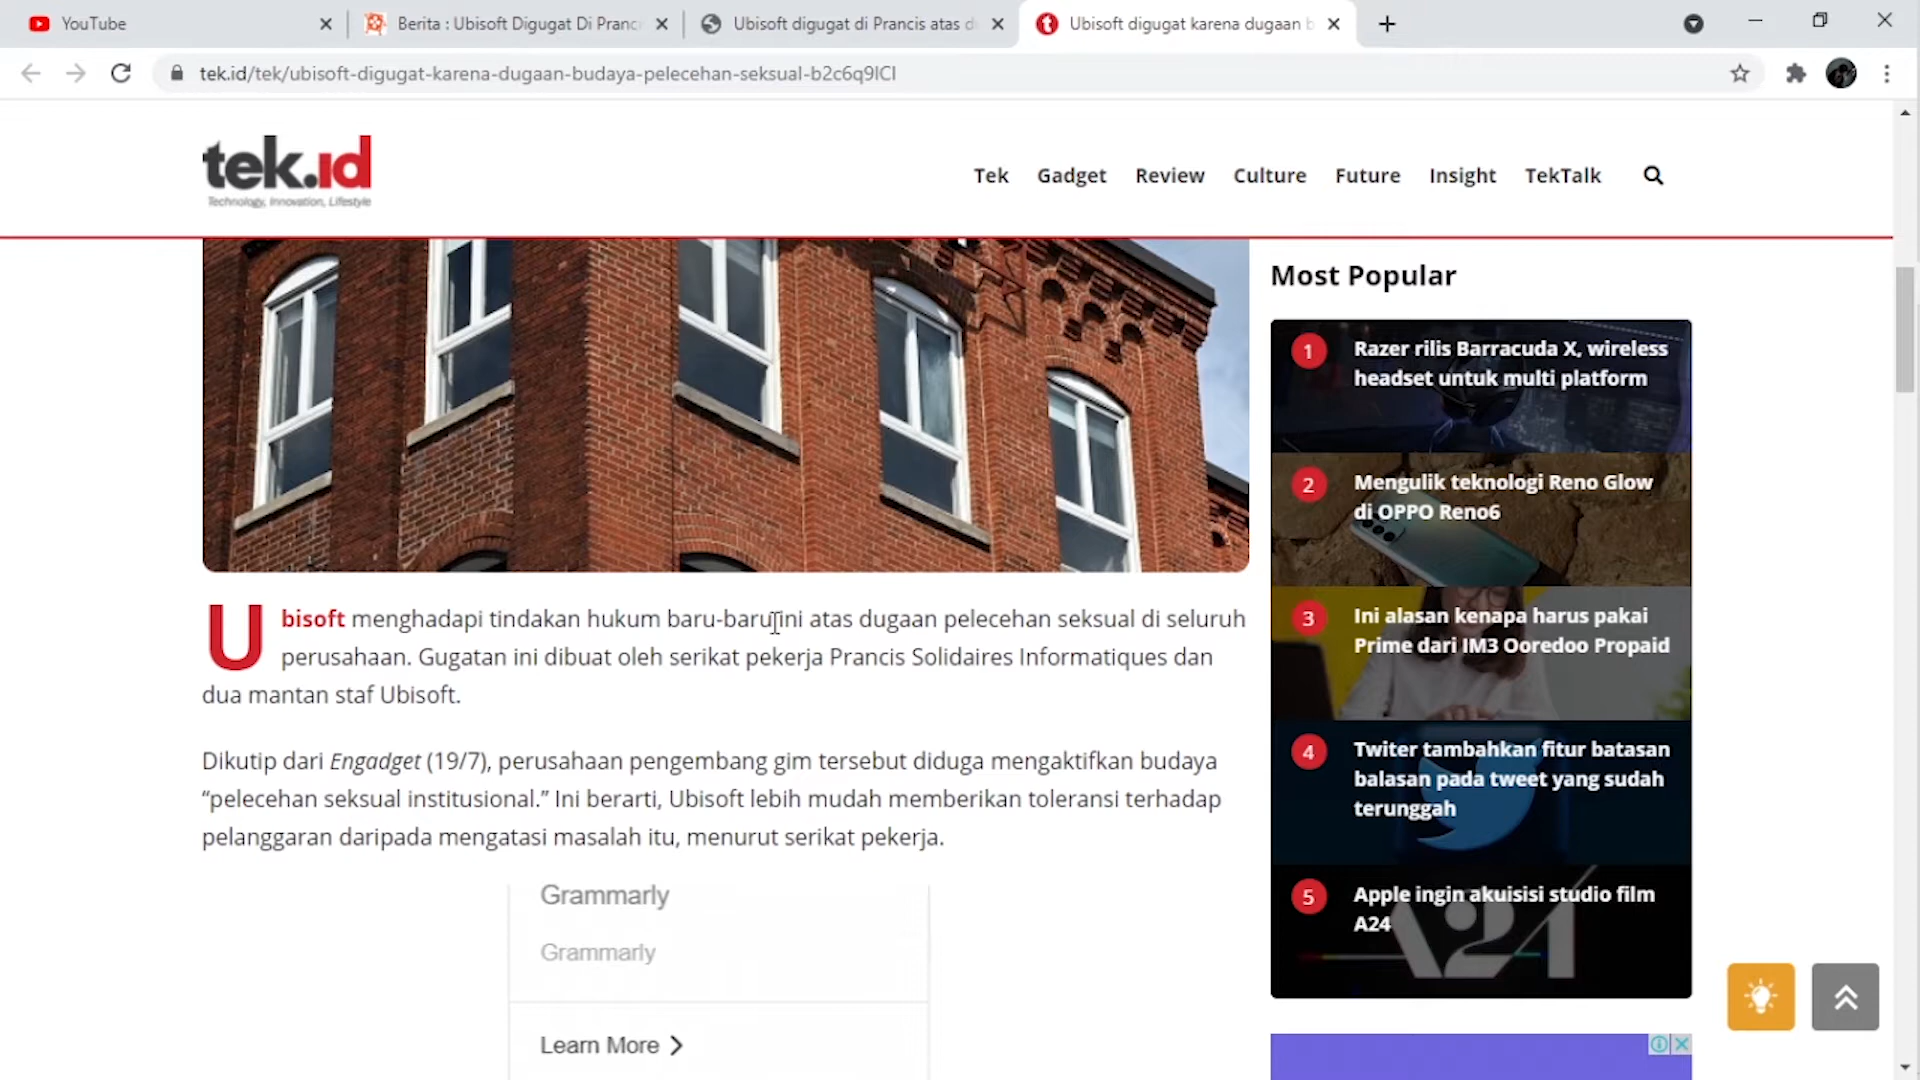 YouTube
Berita : Ubisoft Digugat Di Pranc
Ubisoft digugat di Prancis atas d
Ubisoft digugat karena dugaan b
tek.id/tek/ubisoft-digugat-karena-dugaan-budaya-pelecehan-seksual-b2c6q9lCl
tek.id
Technology, Innovation, Lifestyle
Tek Gadget Review Culture Future Insight TekTalk
Ubisoft menghadapi tindakan hukum baru-baru ini atas dugaan pelecehan seksual di seluruh
perusahaan. Gugatan ini dibuat oleh serikat pekerja Prancis Solidaires Informatiques dan
dua mantan staf Ubisoft.
Dikutip dari Engadget (19/7), perusahaan pengembang gim tersebut diduga mengaktifkan budaya
“pelecehan seksual institusional.” Ini berarti, Ubisoft lebih mudah memberikan toleransi terhadap
pelanggaran daripada mengatasi masalah itu, menurut serikat pekerja.
Grammarly
Grammarly
Learn More
Most Popular
1
Razer rilis Barracuda X, wireless
headset untuk multi platform
2
Mengulik teknologi Reno Glow
di OPPO Reno6
3
Ini alasan kenapa harus pakai
Prime dari IM3 Ooredoo Propaid
4
Twiter tambahkan fitur batasan
balasan pada tweet yang sudah
terunggah
5
Apple ingin akuisisi studio film
A24
A24